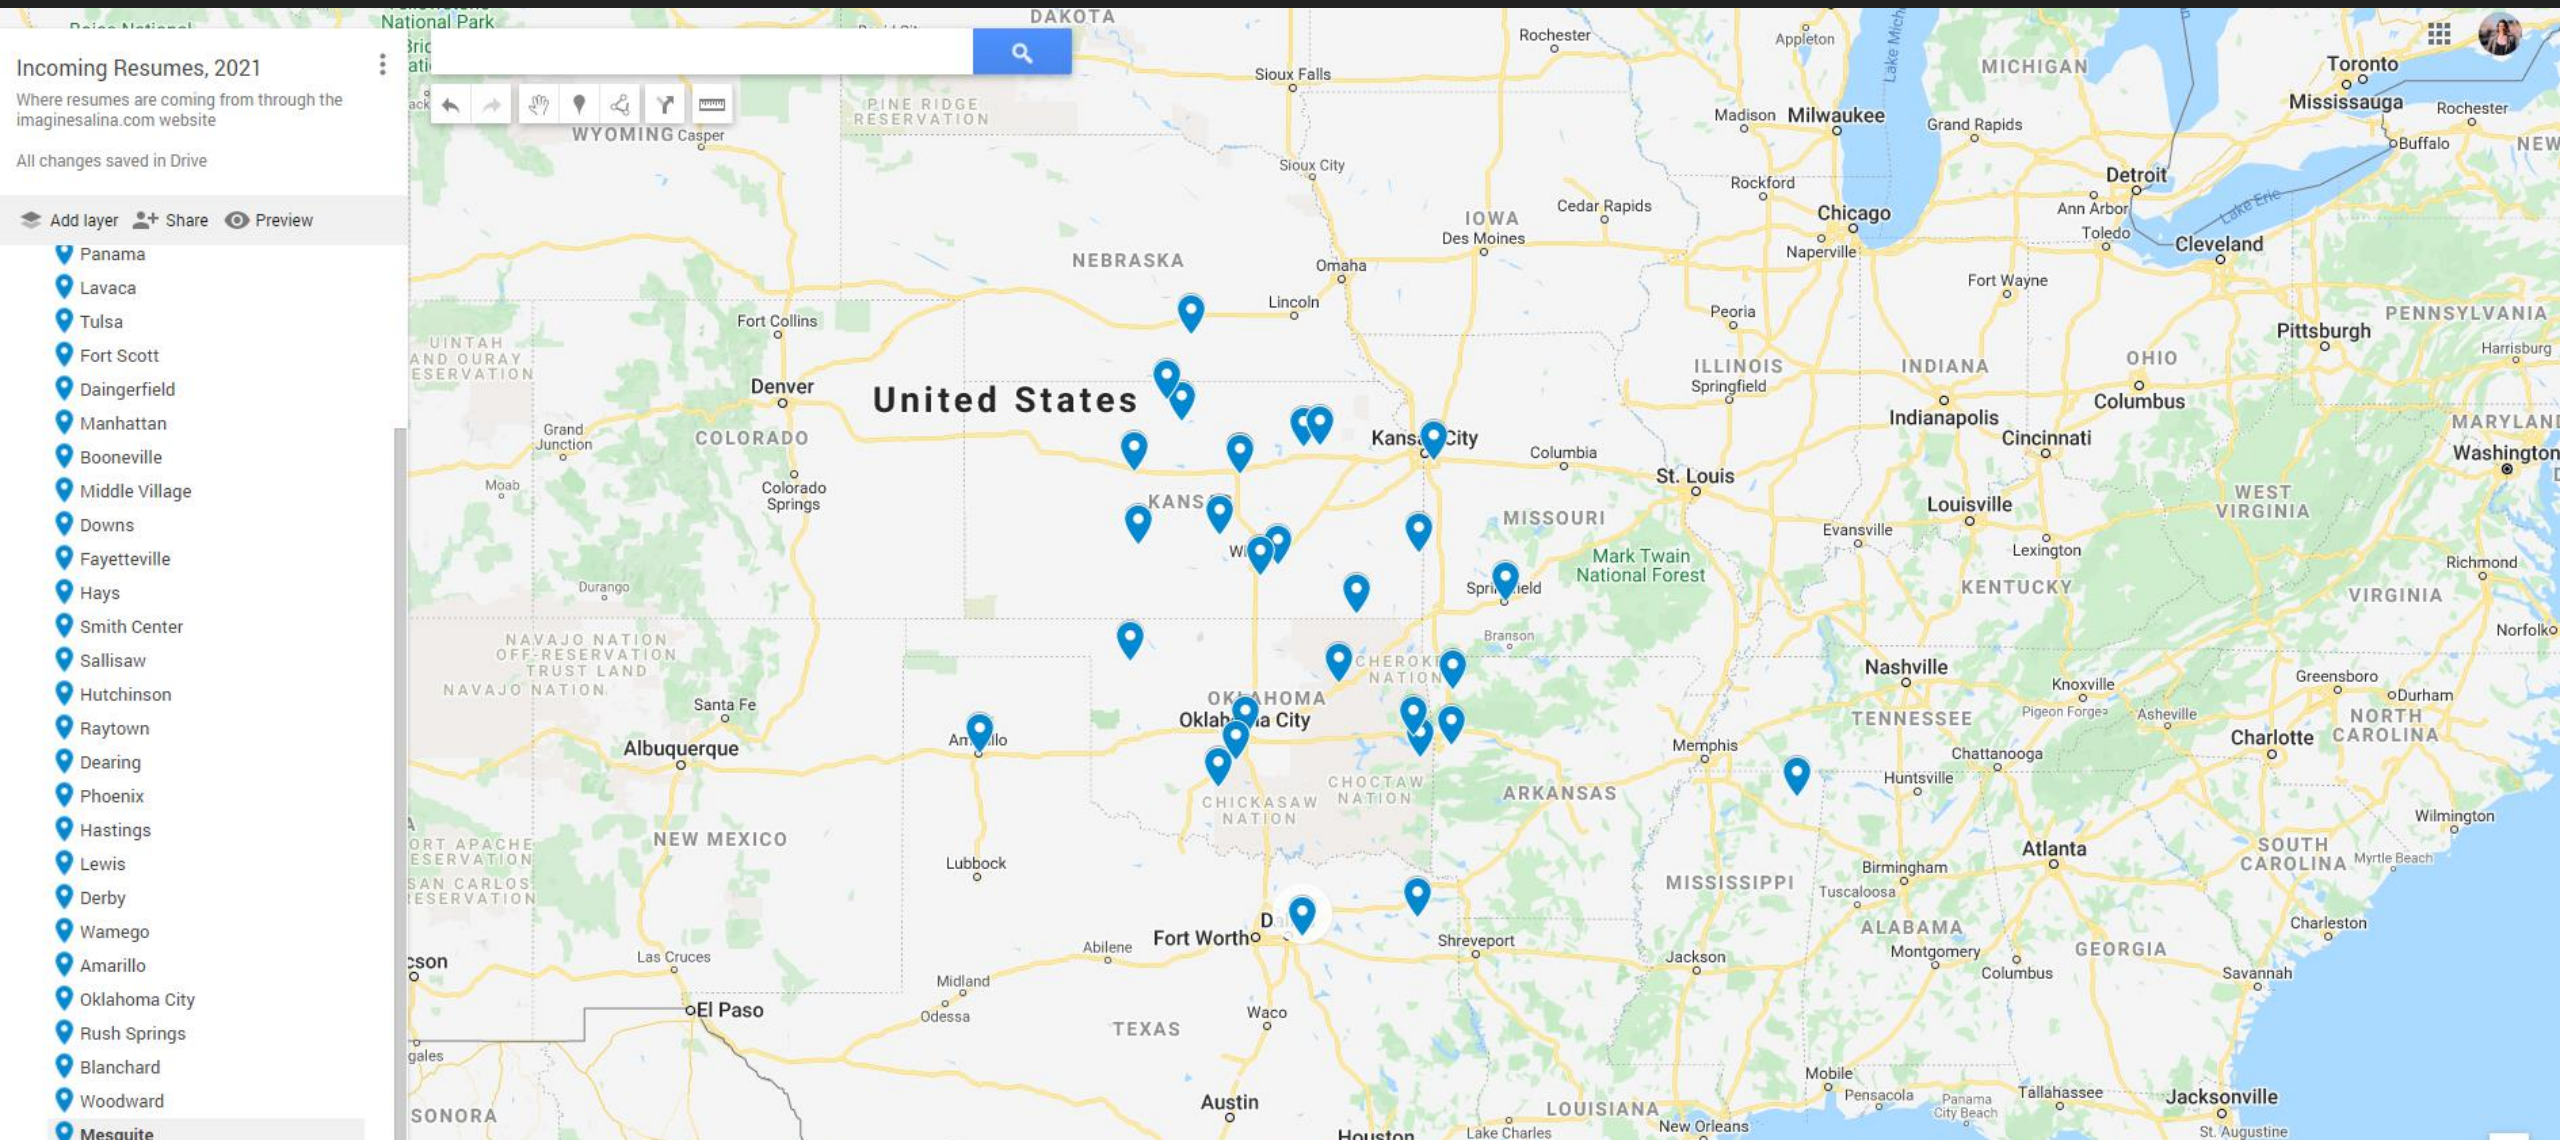 Incoming Resumes, 2021
Where resumes are coming from through the
imaginesalina.com website
All changes saved in Drive
Add layer
Share
Preview
Panama
Lavaca
Tulsa
Fort Scott
Daingerfield
Manhattan
Booneville
Middle Village
Downs
Fayetteville
Hays
Smith Center
Sallisaw
Hutchinson
Raytown
Dearing
Phoenix
Hastings
Lewis
Derby
Wamego
Amarillo
Oklahoma City
Rush Springs
Blanchard
Woodward
Mesquite
National Park
DAKOTA
Rochester
Appleton
MICHIGAN
Toronto
Sioux Falls
Mississauga
Rochester
PINE RIDGE
RESERVATION
WYOMING
Casper
Madison
Milwaukee
Grand Rapids
Buffalo
NEW
Sioux City
Detroit
Rockford
Cedar Rapids
Ann Arbor
Lake Erie
IOWA
Chicago
Des Moines
Toledo
Naperville
Cleveland
NEBRASKA
Omaha
Fort Wayne
Lincoln
Peoria
PENNSYLVANIA
Fort Collins
Pittsburgh
UINTAH
AND OURAY
Harrisburg
ILLINOIS
INDIANA
OHIO
Denver
Springfield
United States
Columbus
Indianapolis
Grand
Junction
COLORADO
Cincinnati
Columbia
St. Louis
Washington
Moab
Colorado
Springs
WEST
VIRGINIA
Louisville
MISSOURI
Evansville
Lexington
Mark Twain
National Forest
Richmond
Durango
KENTUCKY
VIRGINIA
Norfolk
NAVAJO NATION
OFF-RESERVATION
TRUST LAND
Branson
NAVAJO NATION
NATION
Nashville
Knoxville
Greensboro
Durham
Santa Fe
Pigeon Forge
Asheville
TENNESSEE
NORTH
CAROLINA
Albuquerque
Memphis
Charlotte
Chattanooga
Huntsville
CHOCTAW
NATION
ARKANSAS
CHICKASAW
NATION
Wilmington
NEW MEXICO
Lubbock
SOUTH
CAROLINA
Myrtle Beach
Atlanta
Birmingham
SAN CARLOS
MISSISSIPPI
Tuscaloosa
Charleston
ALABAMA
Fort Worth
Abilene
Shreveport
Jackson
Montgomery
GEORGIA
Las Cruces
Columbus
Savannah
Midland
El Paso
Odessa
Waco
TEXAS
Mobile
Pensacola
Panama
City Beach
Tallahassee
Jacksonville
Austin
LOUISIANA
SONORA
Houston
Lake Charles
New Orleans
St. Augustine